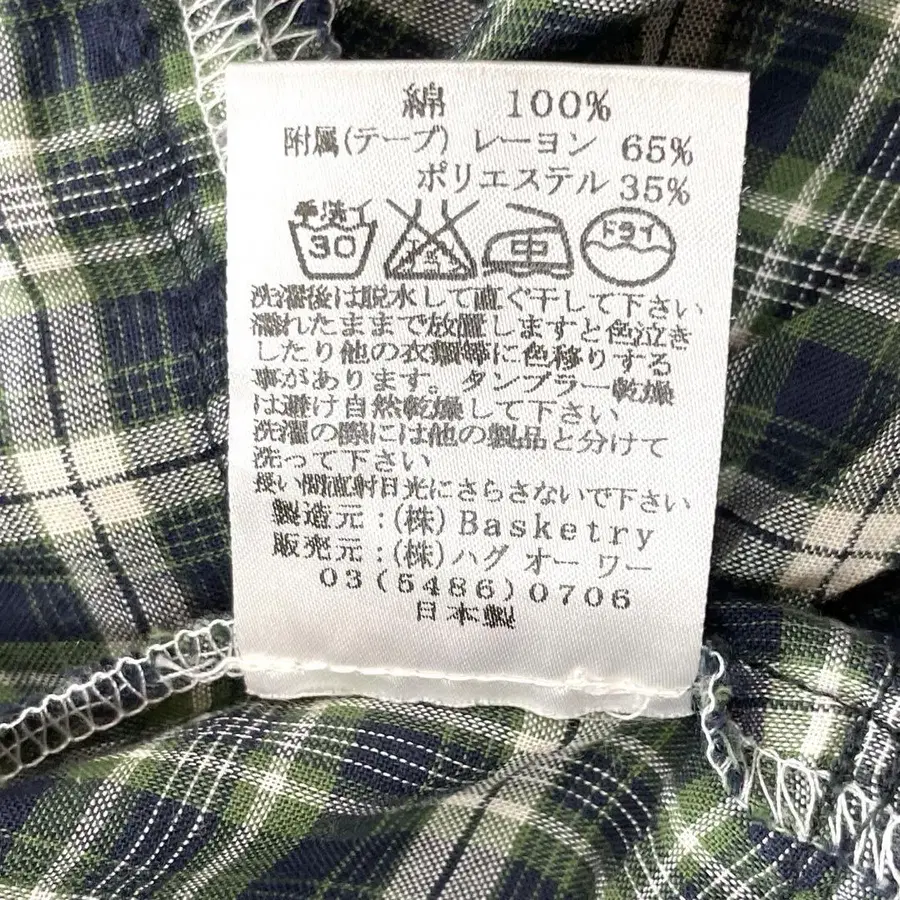 綿 100%
附属(テープ) レーヨン 65%
ポリエステル 35%
手洗イ
30
中
ドライ
洗濯後は脱水して直ぐ干して下さい
濡れたままで放置しますと色泣き
したり他の衣類等に色移りする
事があります。タンブラー乾燥
は避け自然乾燥して下さい
洗濯の際には他の製品と分けて
洗って下さい
長い間直射日光にさらさないで下さい
製造元:(株)Basketry
販売元:(株)ハグ オー ワー
03(5486)0706
日本製